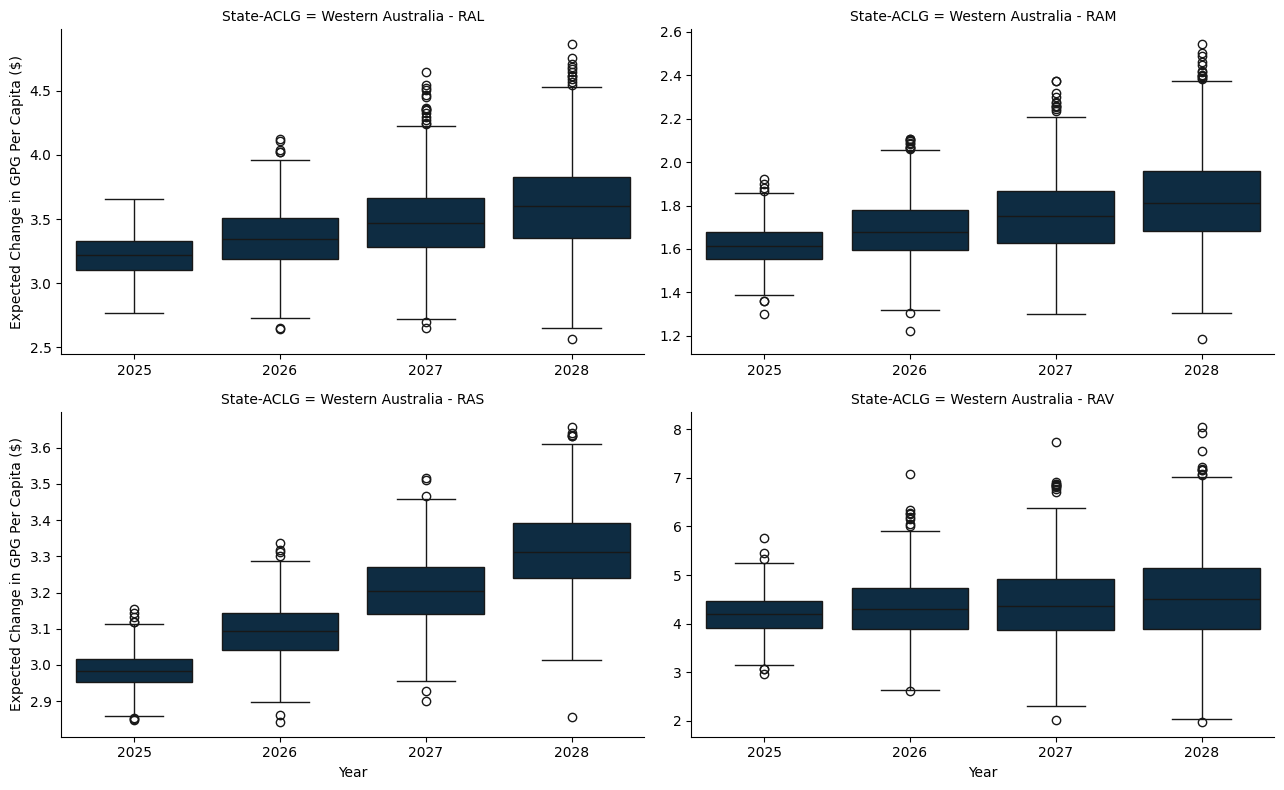 State-ACLG = Western Australia - RAL
Expected Change in GPG Per Capita ($)
4.5
4.0
3.5
3.0
2.5
2025 2026 2027 2028
State-ACLG = Western Australia - RAM
2.6
2.4
2.2
2.0
1.8
1.6
1.4
1.2
2025 2026 2027 2028
State-ACLG = Western Australia - RAS
Expected Change in GPG Per Capita ($)
3.6
3.5
3.4
3.3
3.2
3.1
3.0
2.9
2025 2026 2027 2028
Year
State-ACLG = Western Australia - RAV
8
7
6
5
4
3
2
2025 2026 2027 2028
Year